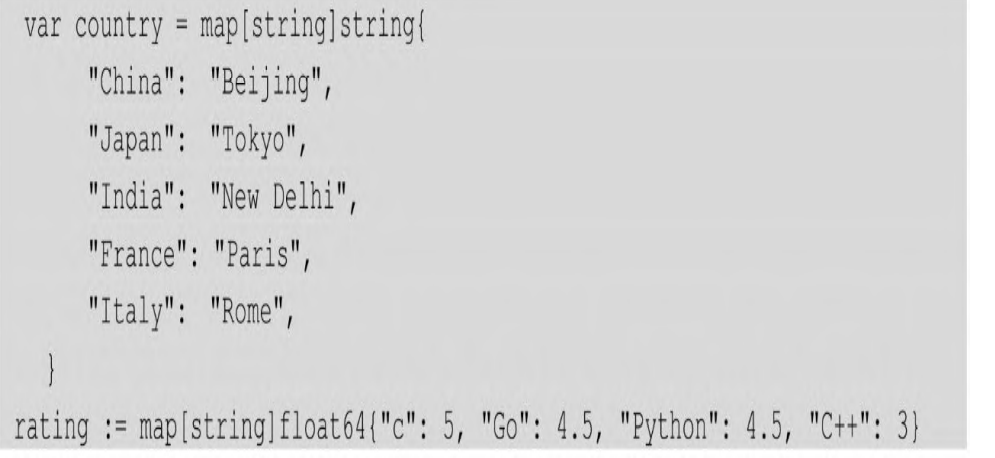 var country = map[string]string{
"China": "Beijing",
"Japan": "Tokyo",
"India": "New Delhi",
"France": "Paris",
"Italy": "Rome",
}
rating := map[string]float64{"c": 5, "Go": 4.5, "Python": 4.5, "C++": 3}